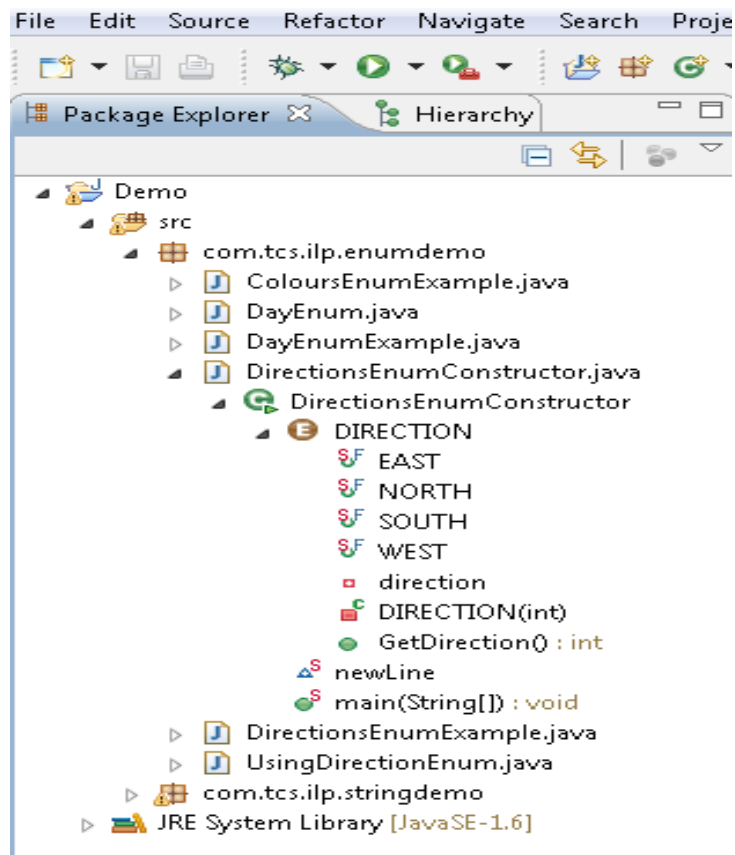 File Edit Source Refactor Navigate Search Proje
Package Explorer Hierarchy
Demo
src
com.tcs.ilp.enumdemo
ColoursEnumExample.java
DayEnum.java
DayEnumExample.java
DirectionsEnumConstructor.java
DirectionsEnumConstructor
DIRECTION
EAST
NORTH
SOUTH
WEST
direction
DIRECTION(int)
GetDirection() : int
newLine
main(String[]) : void
DirectionsEnumExample.java
UsingDirectionEnum.java
com.tcs.ilp.stringdemo
JRE System Library [JavaSE-1.6]